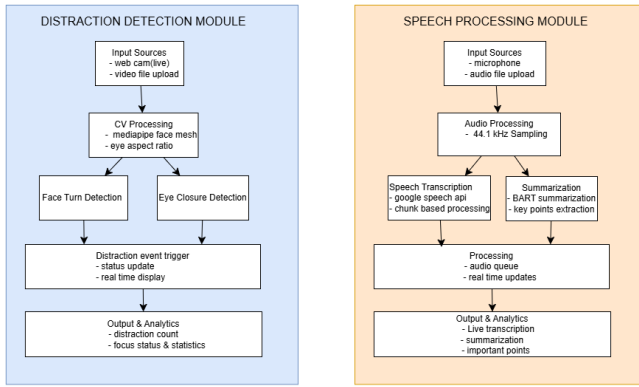 DISTRACTION DETECTION MODULE
Input Sources
- web cam(live)
- video file upload
CV Processing
- mediapipe face mesh
- eye aspect ratio
Face Turn Detection
Eye Closure Detection
Distraction event trigger
- status update
- real time display
Output & Analytics
- distraction count
- focus status & statistics
SPEECH PROCESSING MODULE
Input Sources
- microphone
- audio file upload
Audio Processing
- 44.1 kHz Sampling
Speech Transcription
- google speech api
- chunk based processing
Summarization
- BART summarization
- key points extraction
Processing
- audio queue
- real time updates
Output & Analytics
- Live transcription
- summarization
- important points